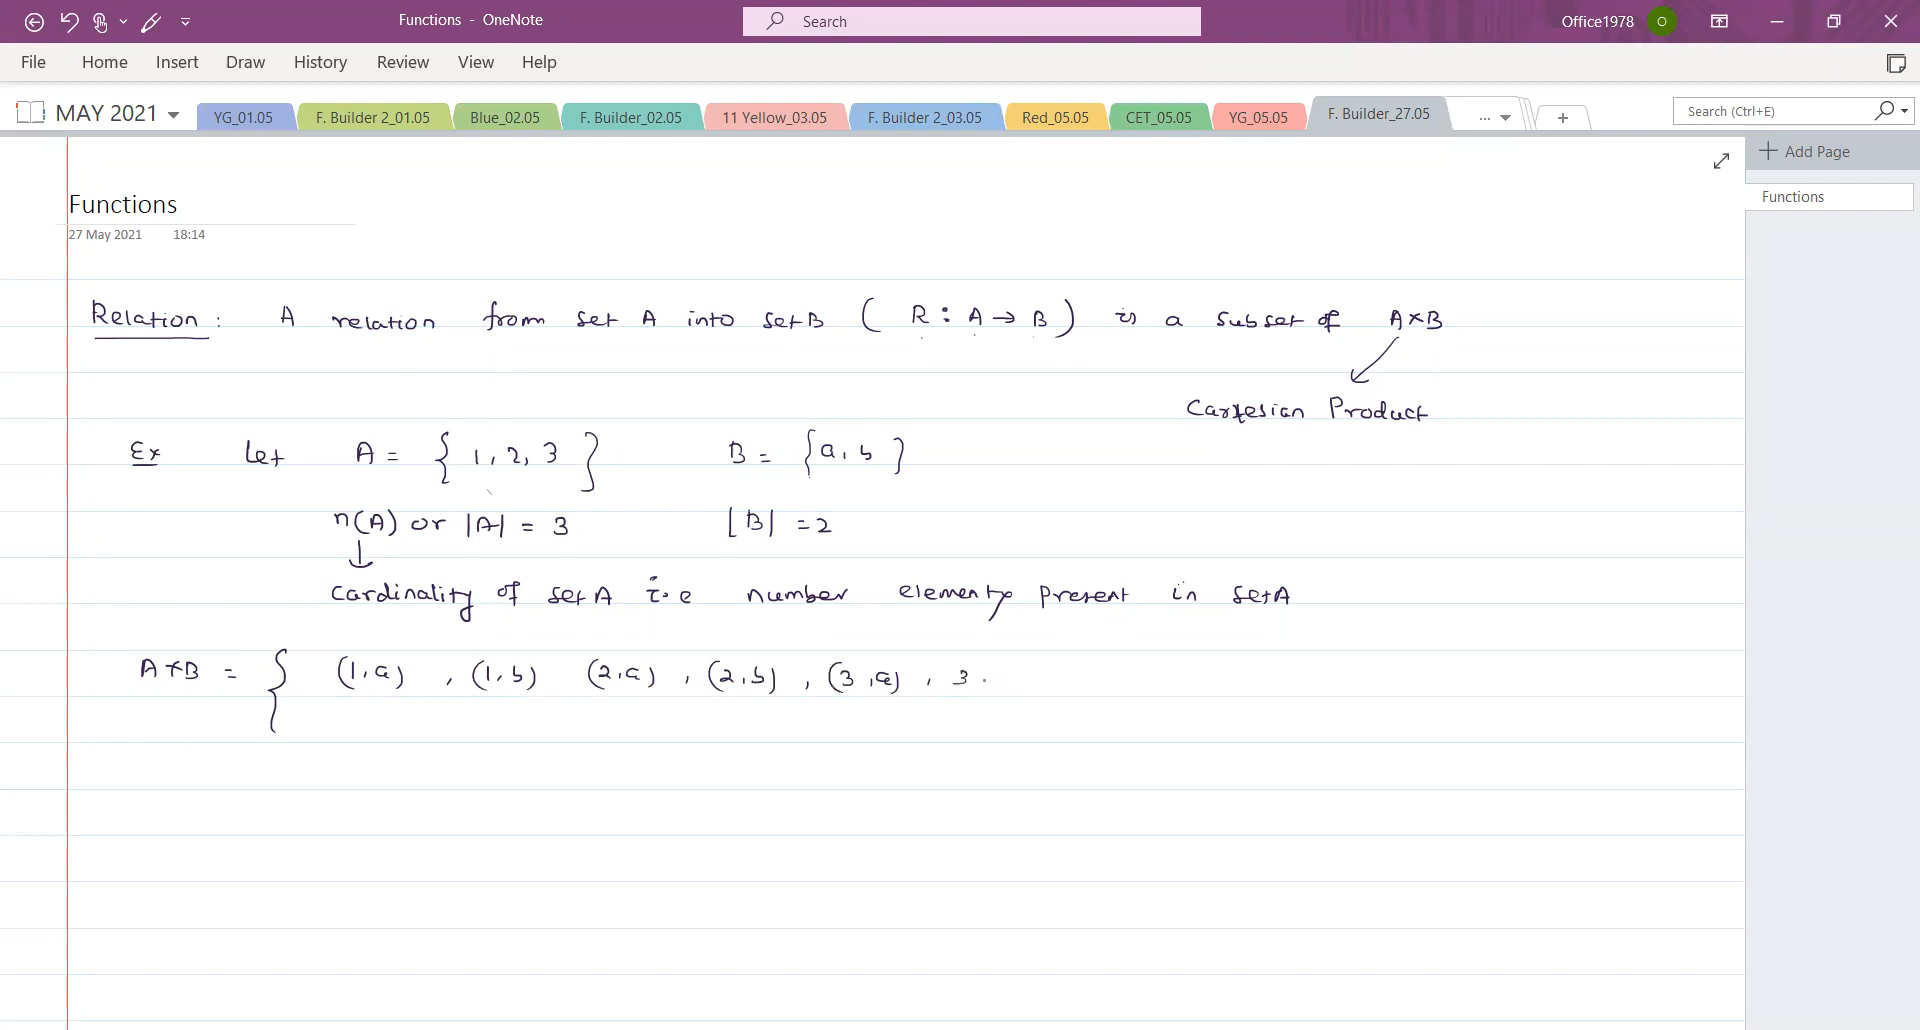 Functions - OneNote
Search
Office1978 O
File Home Insert Draw History Review View Help
MAY 2021 YG_01.05 F. Builder 2_01.05 Blue_02.05 F. Builder_02.05 11 Yellow_03.05 F. Builder 2_03.05 Red_05.05 CET_05.05 YG_05.05 F. Builder_27.05 ... +
Search (Ctrl+E)
Add Page
Functions
Functions
27 May 2021 18:14
Relation : A relation from set A into set B ( R : A → B ) is a subset of A×B
Cartesian Product
Ex Let A = { 1, 2, 3 } B = { a, b }
n(A) or |A| = 3 |B| = 2
cardinality of set A i.e number elements present in set A
A×B = { (1,a) , (1,b) (2,a) , (2,b) , (3,a) , 3